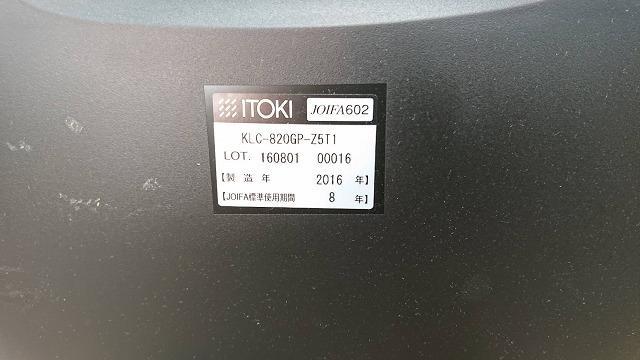 ITOKI JOIFA602
KLC-820GP-Z5T1
LOT. 160801 00016
【製造年 2016 年】
【JOIFA標準使用期間 8 年】